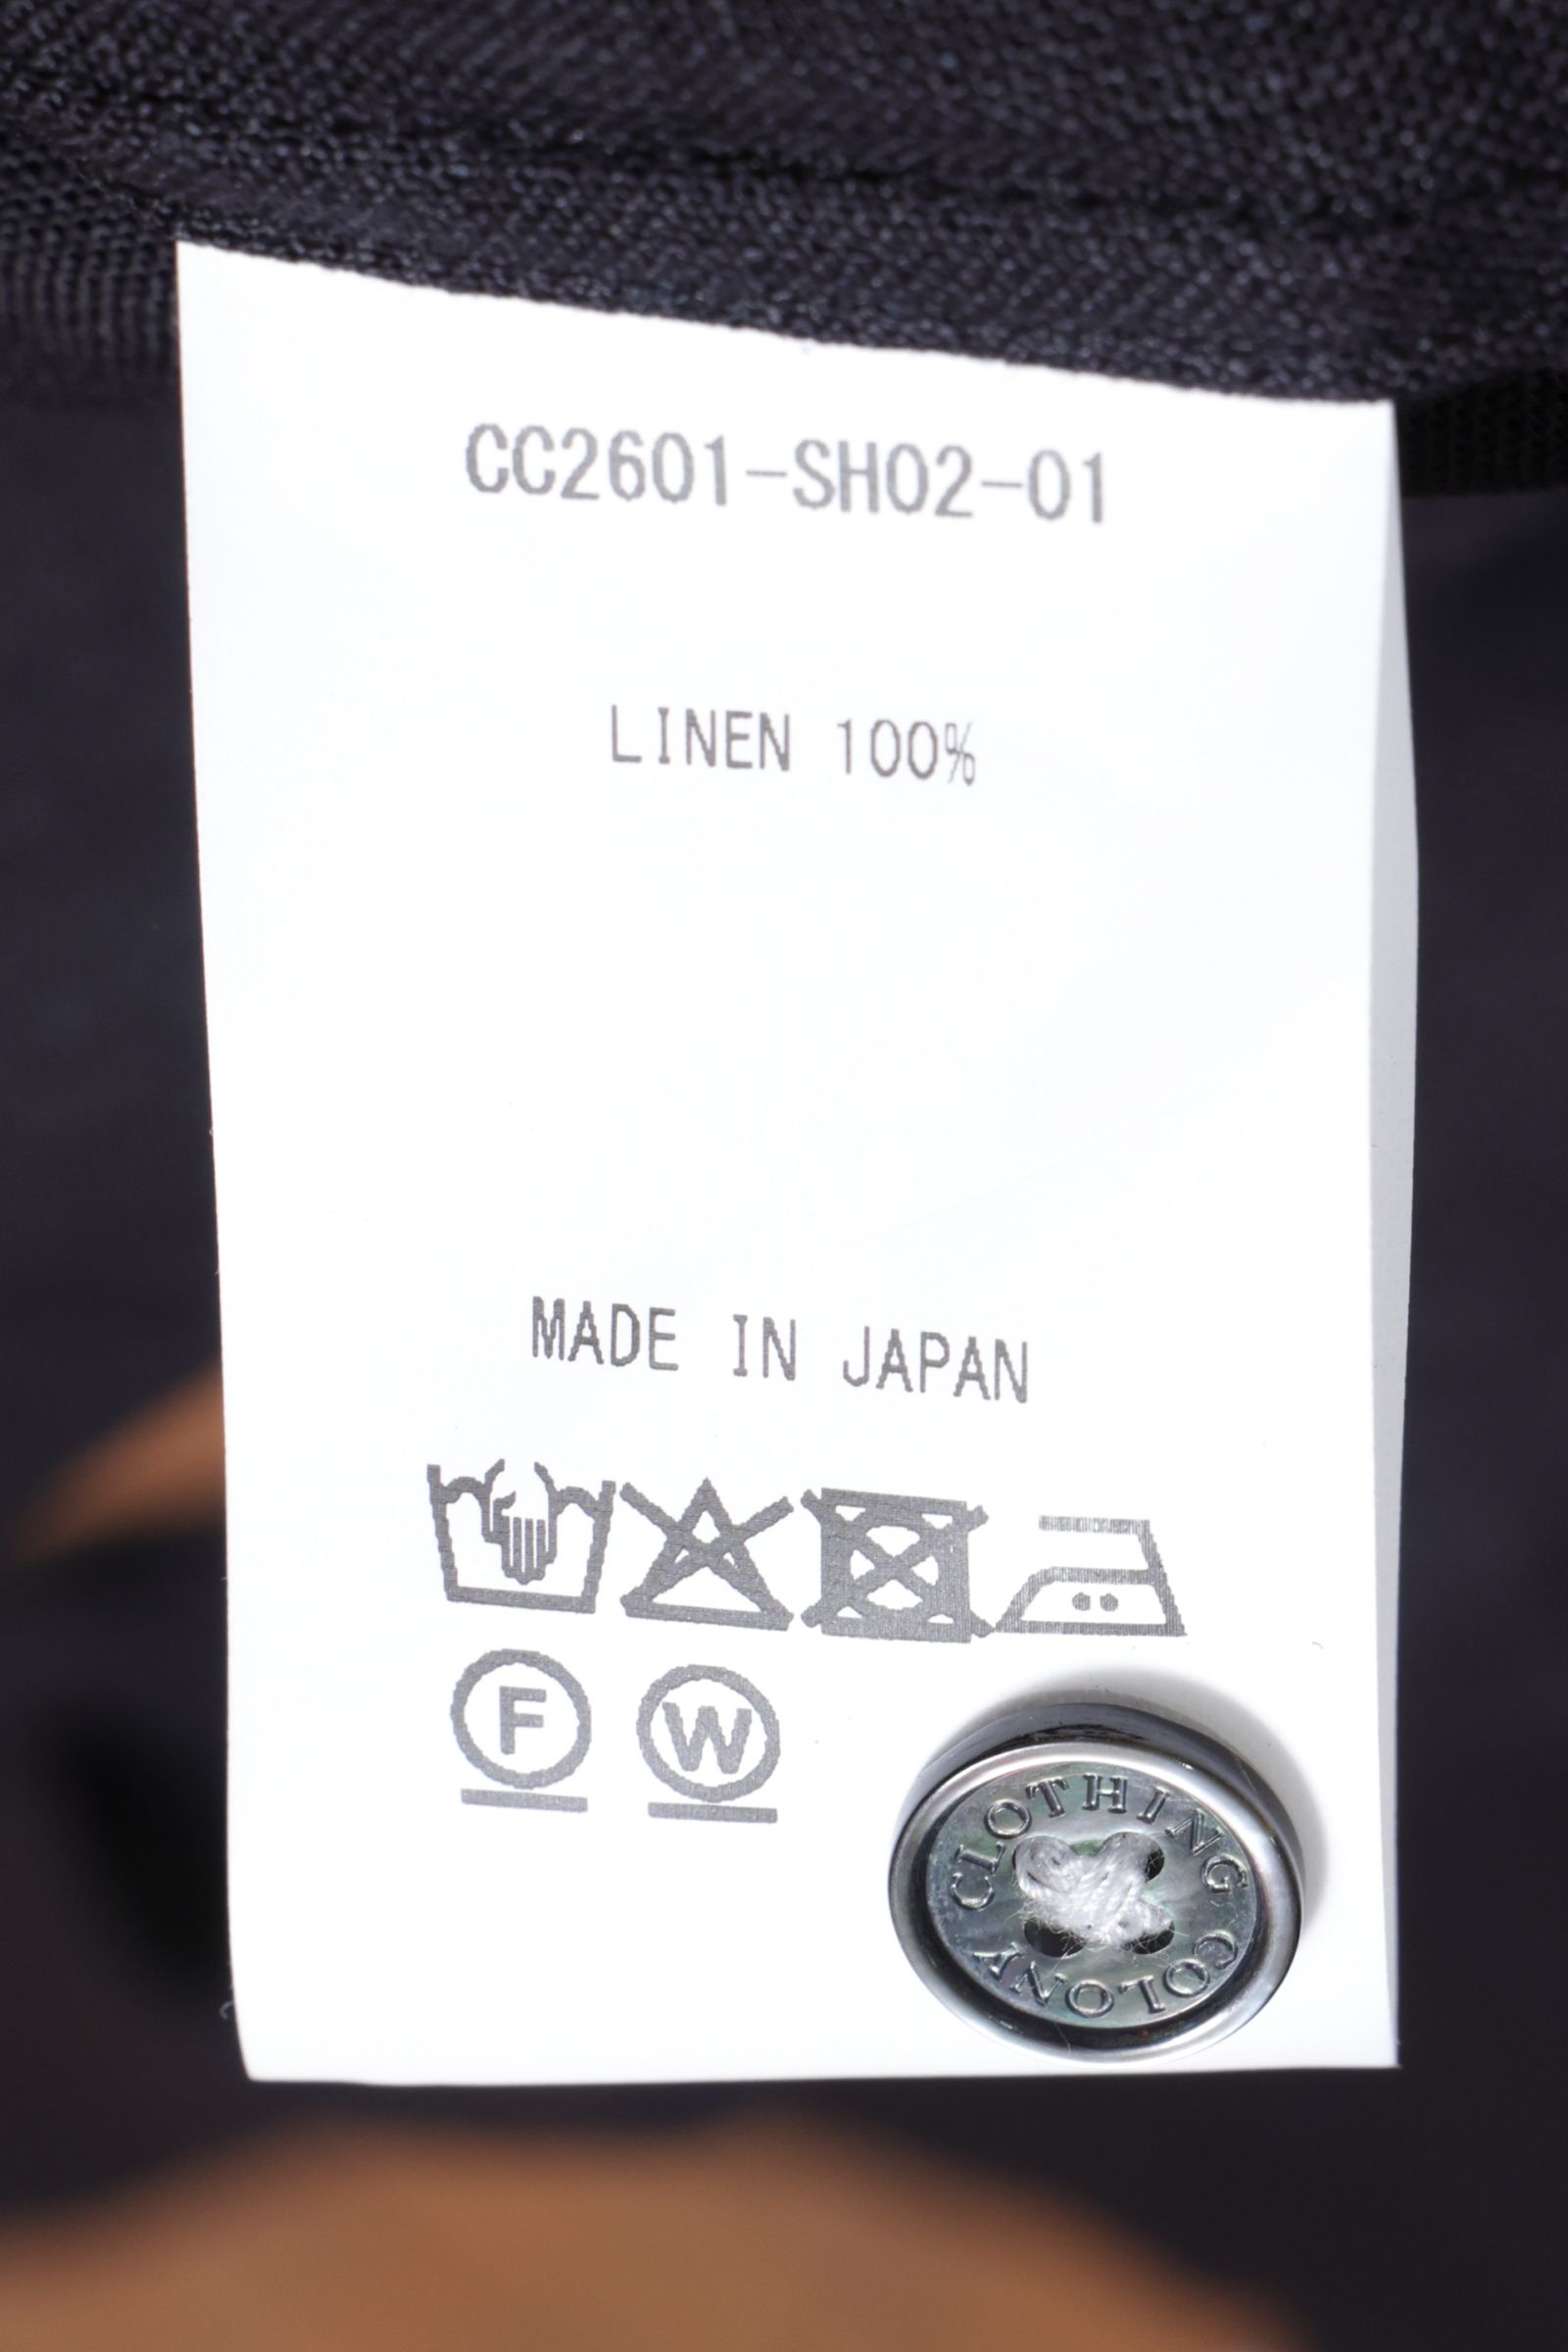 CC2601-SH02-01
LINEN 100%
MADE IN JAPAN
F W
CLOTHING COLONY